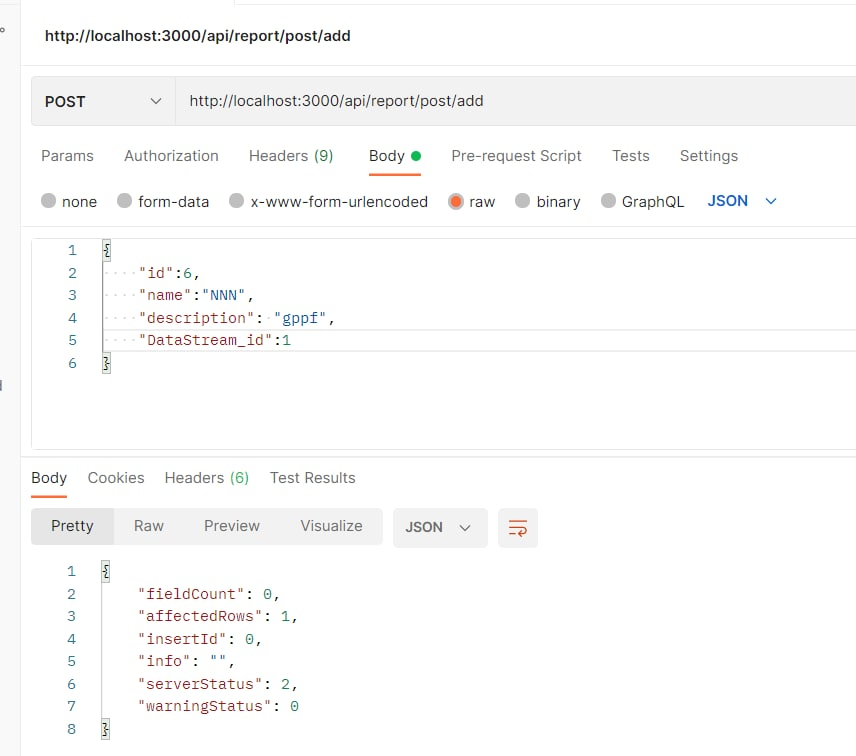 http://localhost:3000/api/report/post/add
POST http://localhost:3000/api/report/post/add
Params Authorization Headers (9) Body Pre-request Script Tests Settings
none form-data x-www-form-urlencoded raw binary GraphQL JSON
1 {
2 ····"id":6,
3 ····"name":"NNN",
4 ····"description":·"gppf",
5 ····"DataStream_id":1
6 }
Body Cookies Headers (6) Test Results
Pretty Raw Preview Visualize JSON
1 {
2 "fieldCount": 0,
3 "affectedRows": 1,
4 "insertId": 0,
5 "info": "",
6 "serverStatus": 2,
7 "warningStatus": 0
8 }